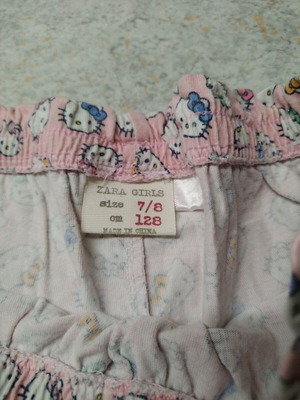 ZARA GIRLS
size 7/8
cm 128
MADE IN CHINA